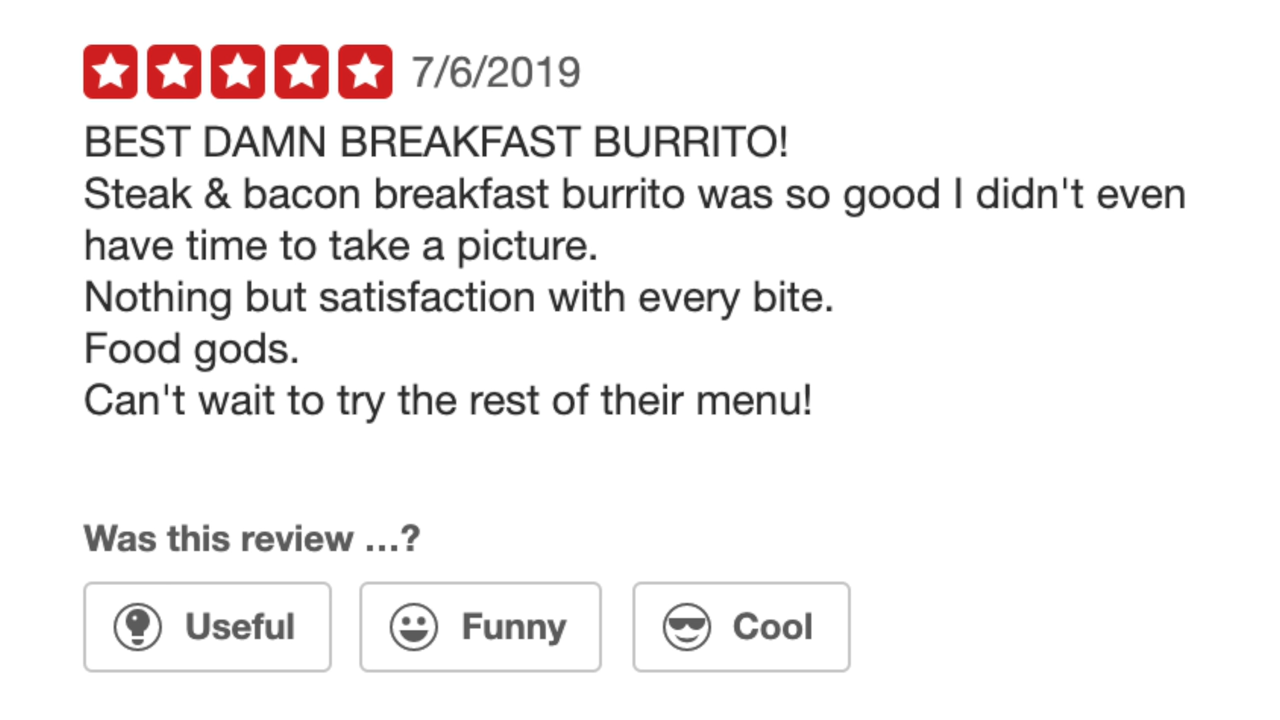 7/6/2019
BEST DAMN BREAKFAST BURRITO!
Steak & bacon breakfast burrito was so good I didn't even
have time to take a picture.
Nothing but satisfaction with every bite.
Food gods.
Can't wait to try the rest of their menu!
Was this review ...?
Useful Funny Cool